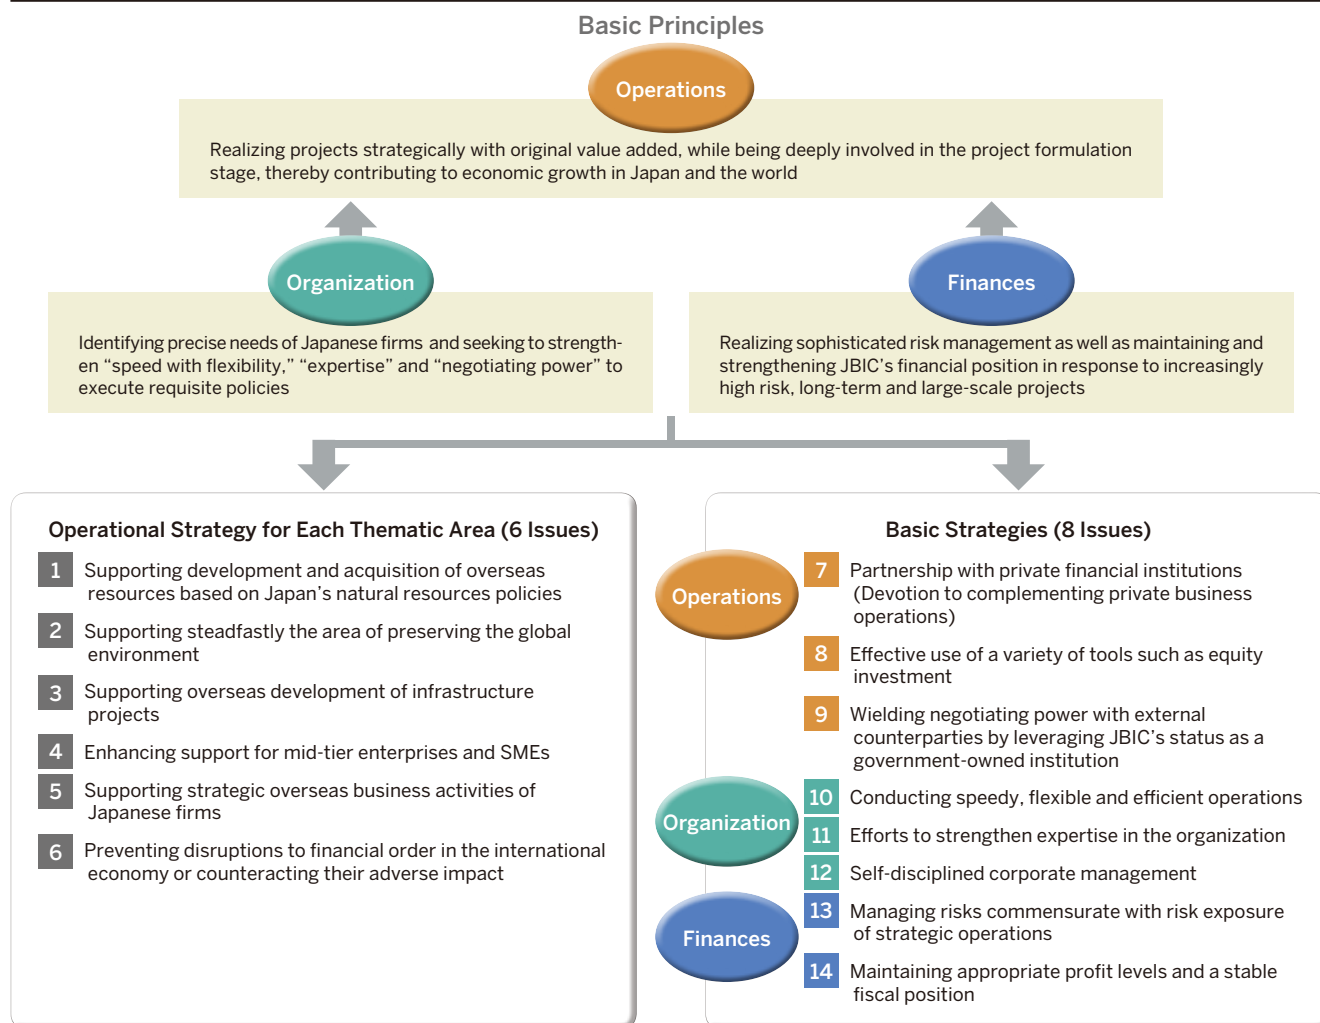 Basic Principles
Operations
Realizing projects strategically with original value added, while being deeply involved in the project formulation
stage, thereby contributing to economic growth in Japan and the world
Organization
Identifying precise needs of Japanese firms and seeking to strength-
en “speed with flexibility,” “expertise” and “negotiating power” to
execute requisite policies
Finances
Realizing sophisticated risk management as well as maintaining and
strengthening JBIC’s financial position in response to increasingly
high risk, long-term and large-scale projects
Operational Strategy for Each Thematic Area (6 Issues)
1 Supporting development and acquisition of overseas
resources based on Japan’s natural resources policies
2 Supporting steadfastly the area of preserving the global
environment
3 Supporting overseas development of infrastructure
projects
4 Enhancing support for mid-tier enterprises and SMEs
5 Supporting strategic overseas business activities of
Japanese firms
6 Preventing disruptions to financial order in the international
economy or counteracting their adverse impact
Basic Strategies (8 Issues)
Operations
7 Partnership with private financial institutions
(Devotion to complementing private business
operations)
8 Effective use of a variety of tools such as equity
investment
9 Wielding negotiating power with external
counterparties by leveraging JBIC’s status as a
government-owned institution
Organization
10 Conducting speedy, flexible and efficient operations
11 Efforts to strengthen expertise in the organization
12 Self-disciplined corporate management
Finances
13 Managing risks commensurate with risk exposure
of strategic operations
14 Maintaining appropriate profit levels and a stable
fiscal position